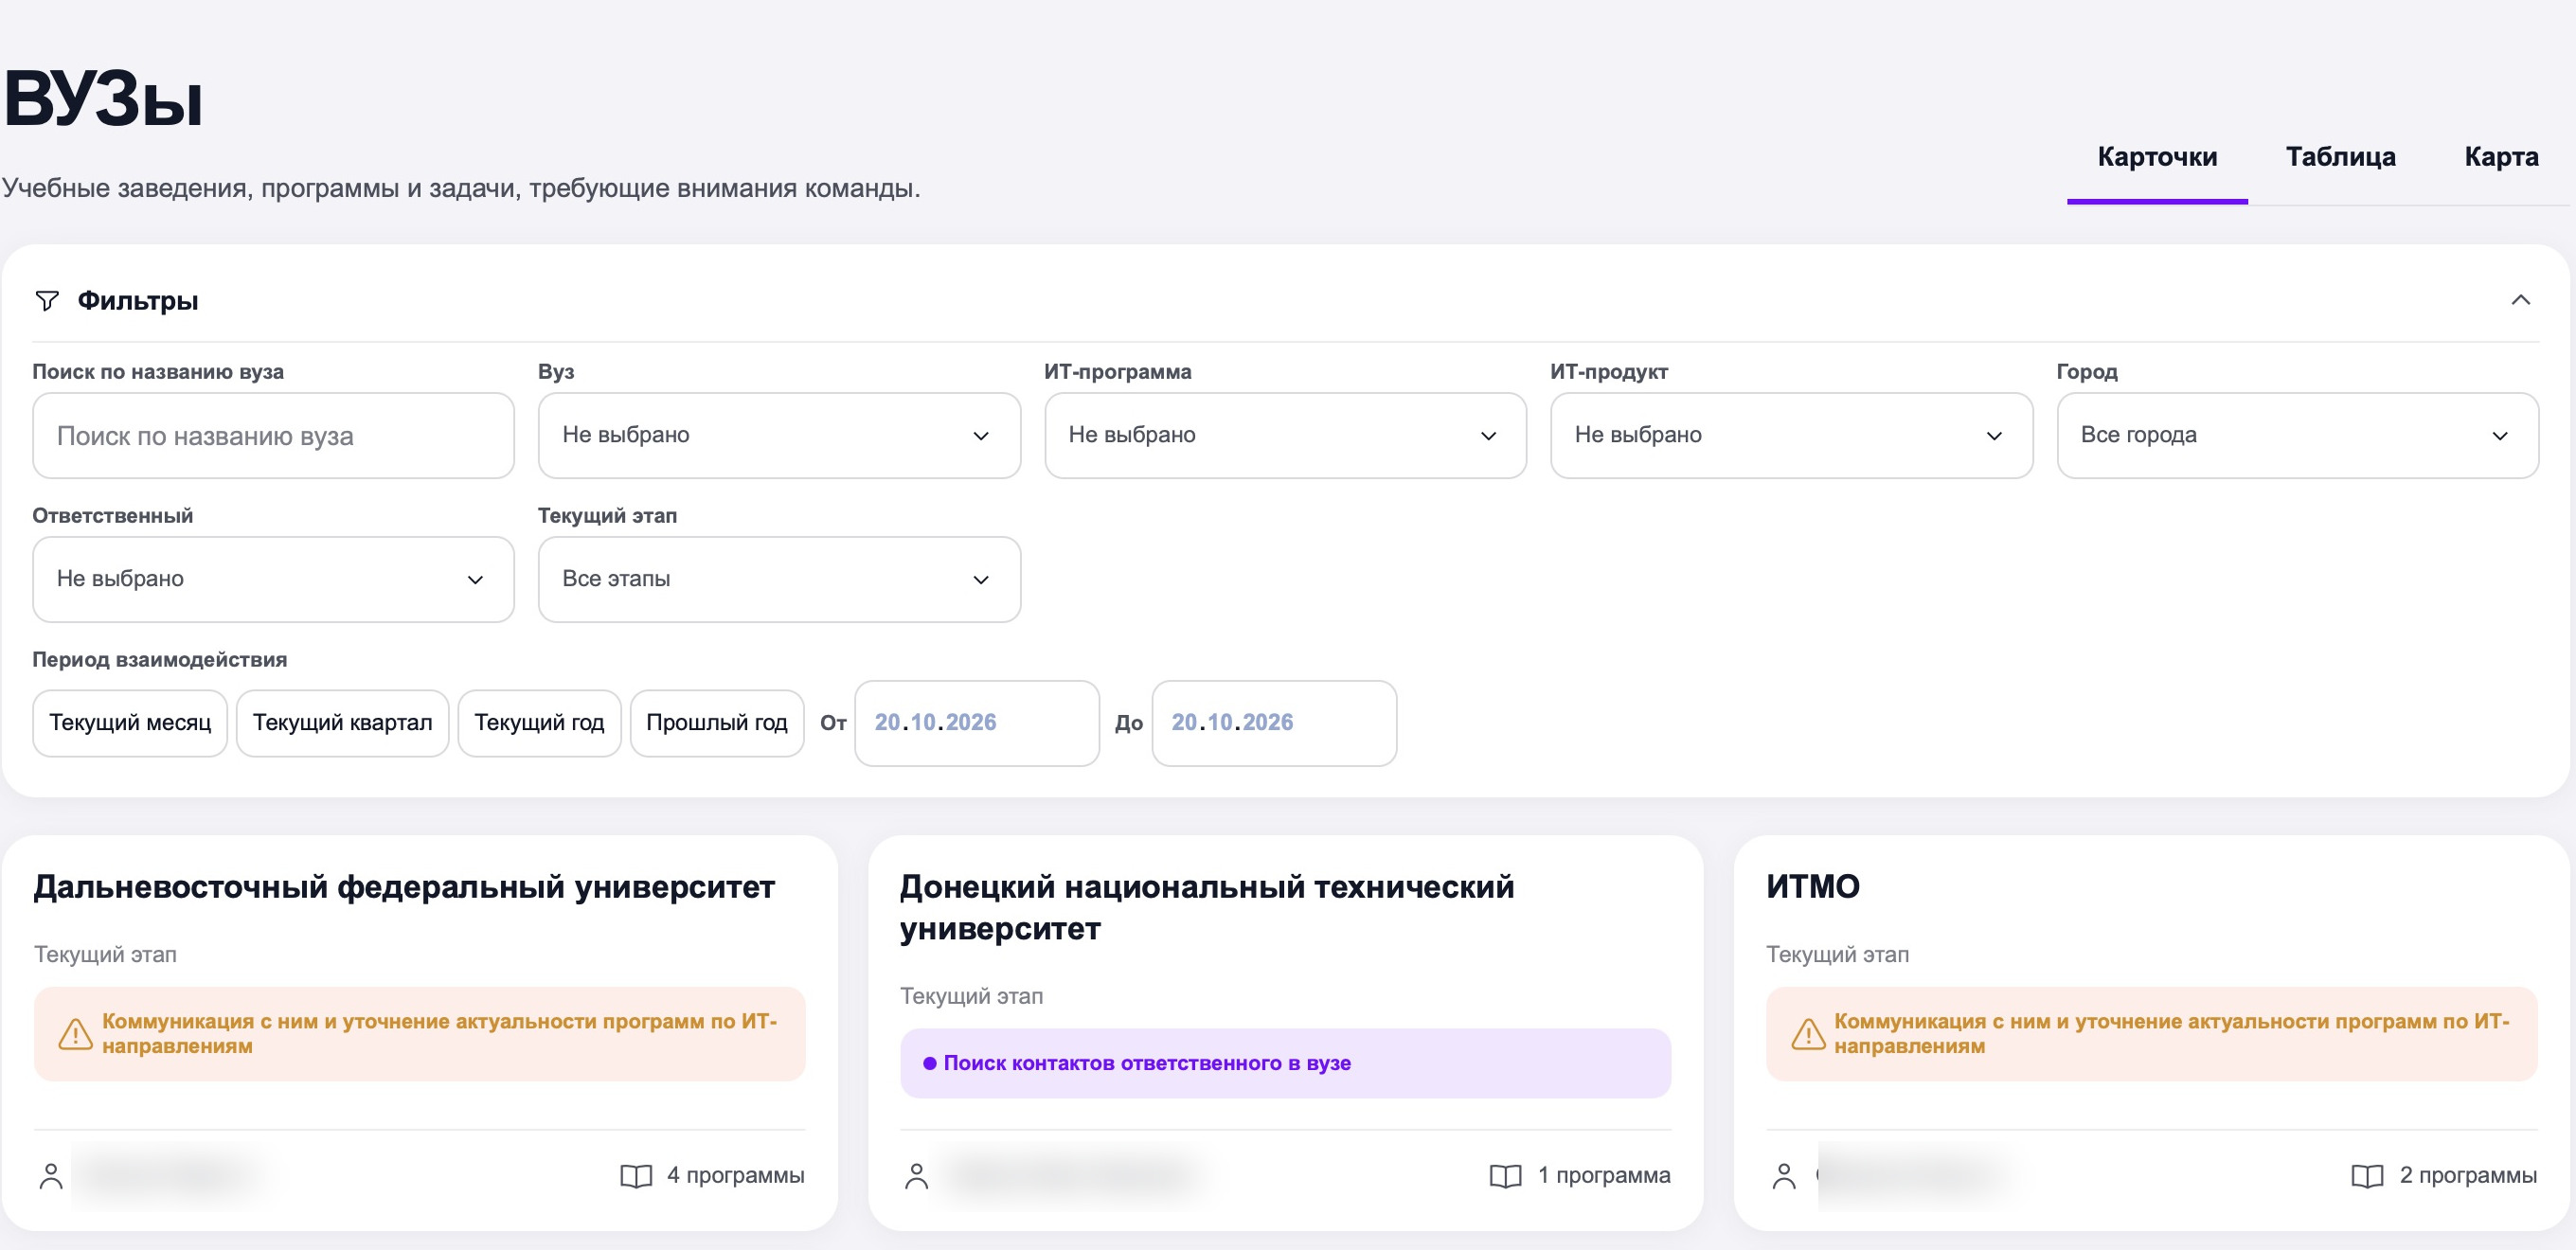 ВУЗы
Учебные заведения, программы и задачи, требующие внимания команды.
Карточки Таблица Карта
Фильтры
Поиск по названию вуза Вуз ИТ-программа ИТ-продукт Город
Поиск по названию вуза Не выбрано Не выбрано Не выбрано Все города
Ответственный Текущий этап
Не выбрано Все этапы
Период взаимодействия
Текущий месяц Текущий квартал Текущий год Прошлый год От 20.10.2026 До 20.10.2026
Дальневосточный федеральный университет
Текущий этап
Коммуникация с ним и уточнение актуальности программ по ИТ-
направлениям
4 программы
Донецкий национальный технический
университет
Текущий этап
Поиск контактов ответственного в вузе
1 программа
ИТМО
Текущий этап
Коммуникация с ним и уточнение актуальности программ по ИТ-
направлениям
2 программы